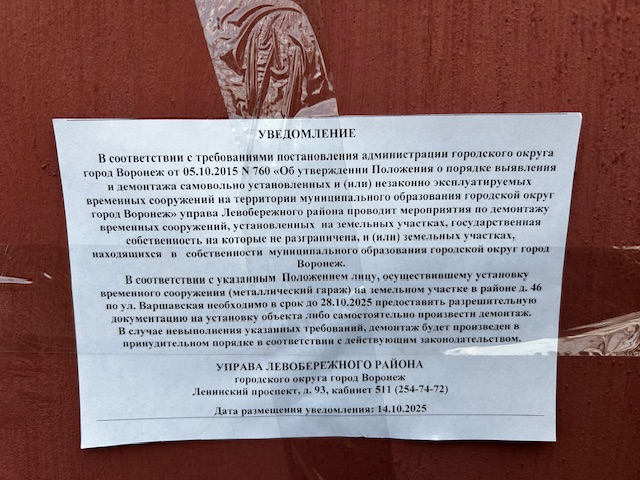 УВЕДОМЛЕНИЕ
В соответствии с требованиями постановления администрации городского округа
город Воронеж от 05.10.2015 N 760 «Об утверждении Положения о порядке выявления
и демонтажа самовольно установленных и (или) незаконно эксплуатируемых
временных сооружений на территории муниципального образования городской округ
город Воронеж» управа Левобережного района проводит мероприятия по демонтажу
временных сооружений, установленных на земельных участках, государственная
собственность на которые не разграничена, и (или) земельных участках,
находящихся в собственности муниципального образования городской округ город
Воронеж.
В соответствии с указанным Положением лицу, осуществившему установку
временного сооружения (металлический гараж) на земельном участке в районе д. 46
по ул. Варшавская необходимо в срок до 28.10.2025 предоставить разрешительную
документацию на установку объекта либо самостоятельно произвести демонтаж.
В случае невыполнения указанных требований, демонтаж будет произведен в
принудительном порядке в соответствии с действующим законодательством.
УПРАВА ЛЕВОБЕРЕЖНОГО РАЙОНА
городского округа город Воронеж
Ленинский проспект, д. 93, кабинет 511 (254-74-72)
Дата размещения уведомления: 14.10.2025